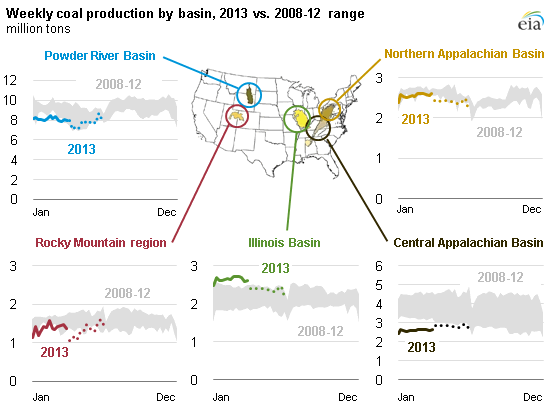 Weekly coal production by basin, 2013 vs. 2008-12 range
million tons
eia
Powder River Basin
12
10
8
6
4
2
0
2008-12
2013
Jan
Dec
Northern Appalachian Basin
3
2
1
0
2013
2008-12
Jan
Dec
Rocky Mountain region
3
2
1
0
2008-12
2013
Jan
Dec
Illinois Basin
3
2
1
0
2013
2008-12
Jan
Dec
Central Appalachian Basin
6
5
4
3
2
1
0
2008-12
2013
Jan
Dec